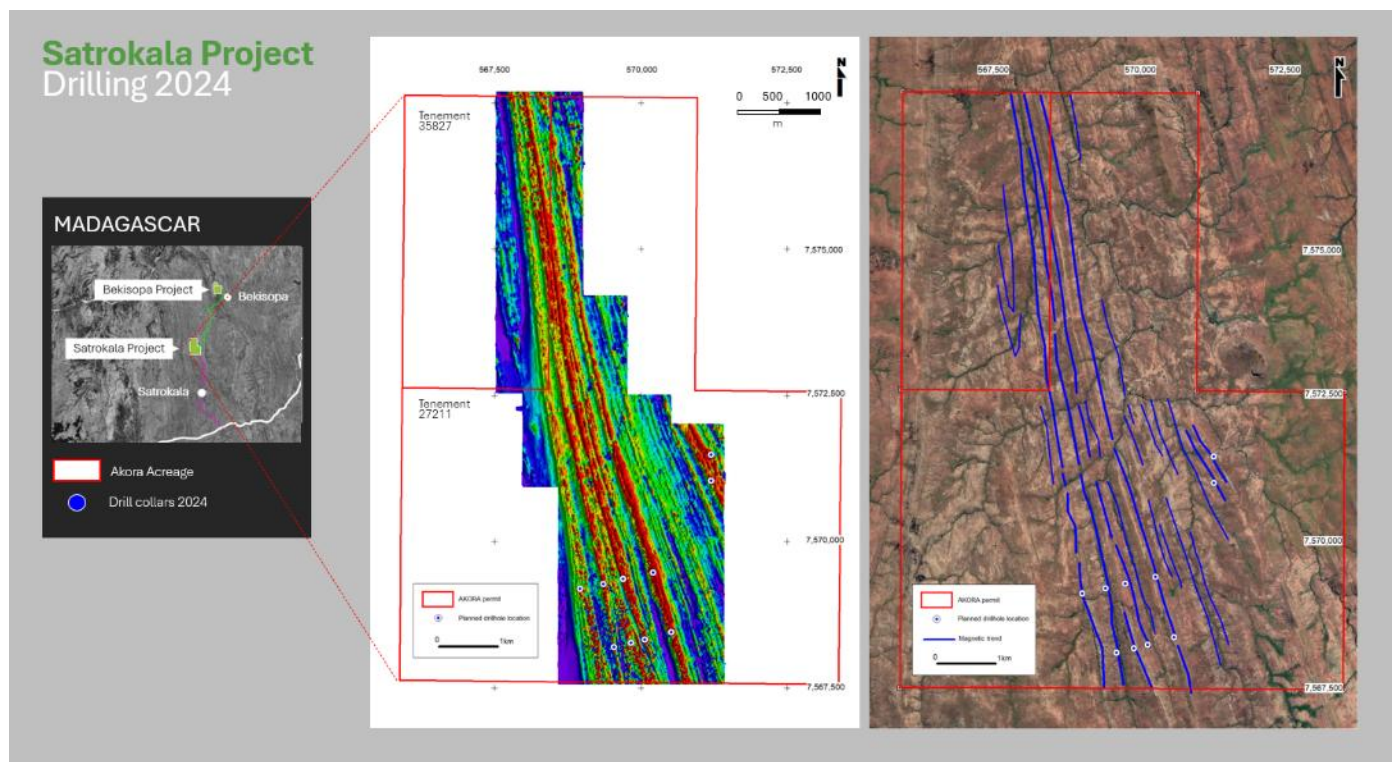 Satrokala Project
Drilling 2024
MADAGASCAR
Bekisopa Project
Bekisopa
Satrokala Project
Satrokala
Akora Acreage
Drill collars 2024
567,500
570,000
572,500
N
0 500 1000
m
Tenement
35827
7,575,000
7,572,500
Tenement
27211
7,570,000
AKORA permit
Planned drillhole location
0 1km
7,567,500
567,500
570,000
572,500
N
7,575,000
7,572,500
7,570,000
AKORA permit
Planned drillhole location
Magnetic trend
0 1km
7,567,500